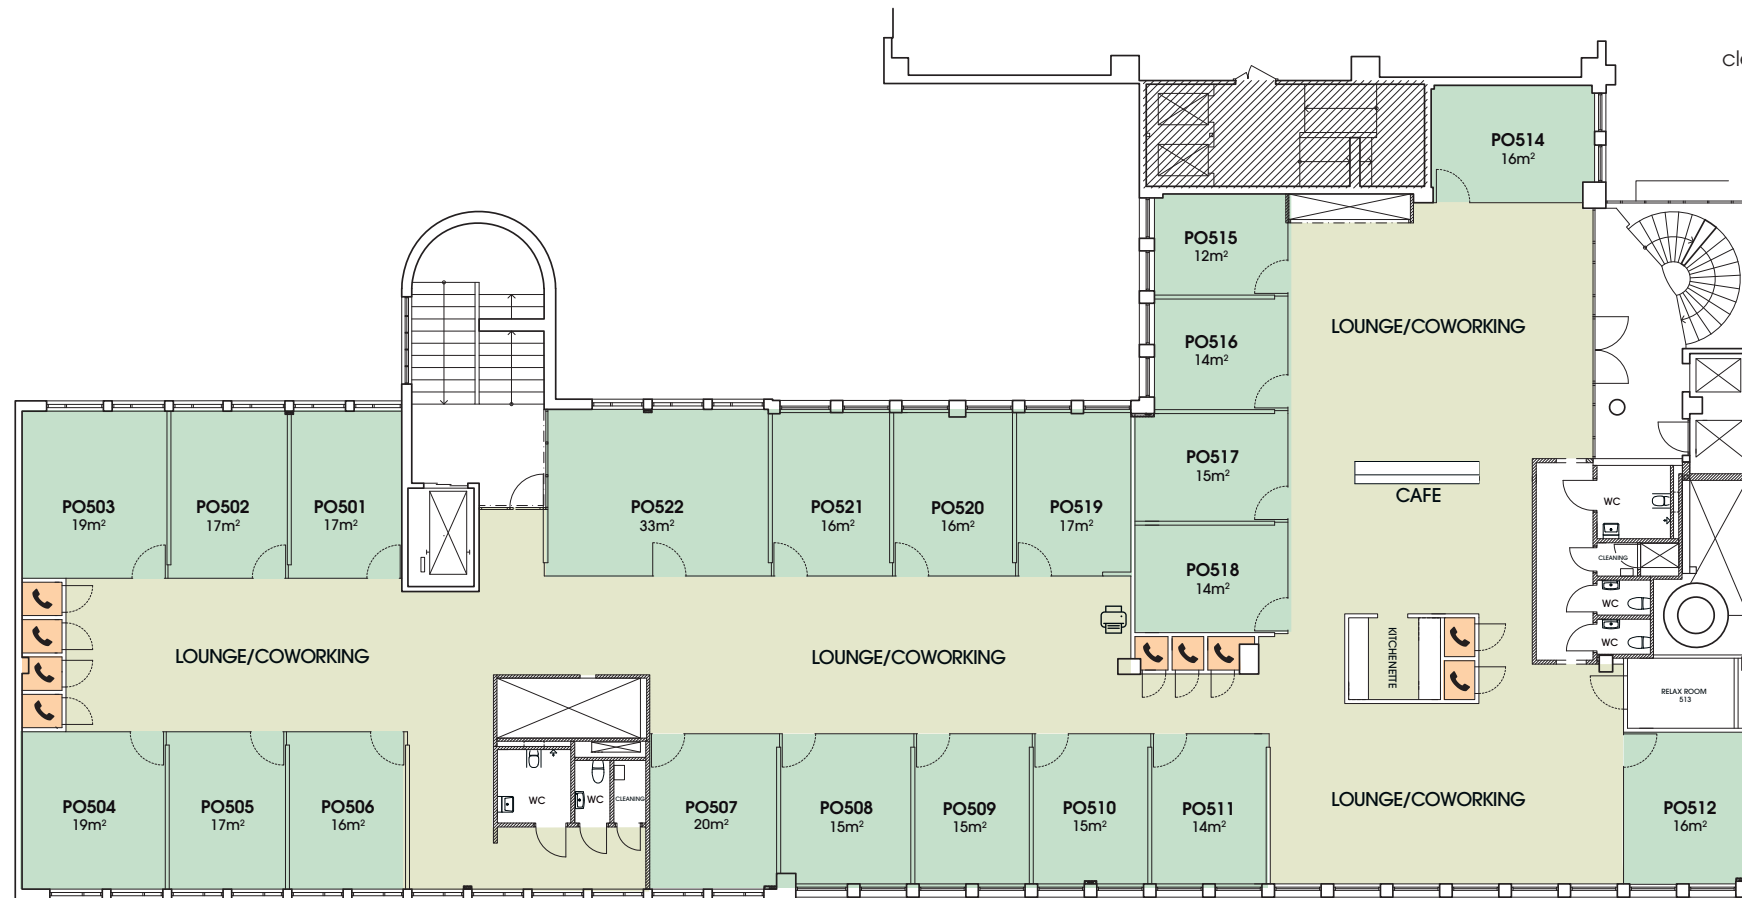 clo
PO514
16m²
PO515
12m²
LOUNGE/COWORKING
PO516
14m²
PO517
15m²
CAFE
PO503
19m²
PO502
17m²
PO501
17m²
PO522
33m²
PO521
16m²
PO520
16m²
PO519
17m²
WC
CLEANING
PO518
14m²
WC
WC
KITCHENETTE
LOUNGE/COWORKING
LOUNGE/COWORKING
RELAX ROOM
513
PO504
19m²
PO505
17m²
PO506
16m²
WC
WC
CLEANING
PO507
20m²
PO508
15m²
PO509
15m²
PO510
15m²
PO511
14m²
LOUNGE/COWORKING
PO512
16m²